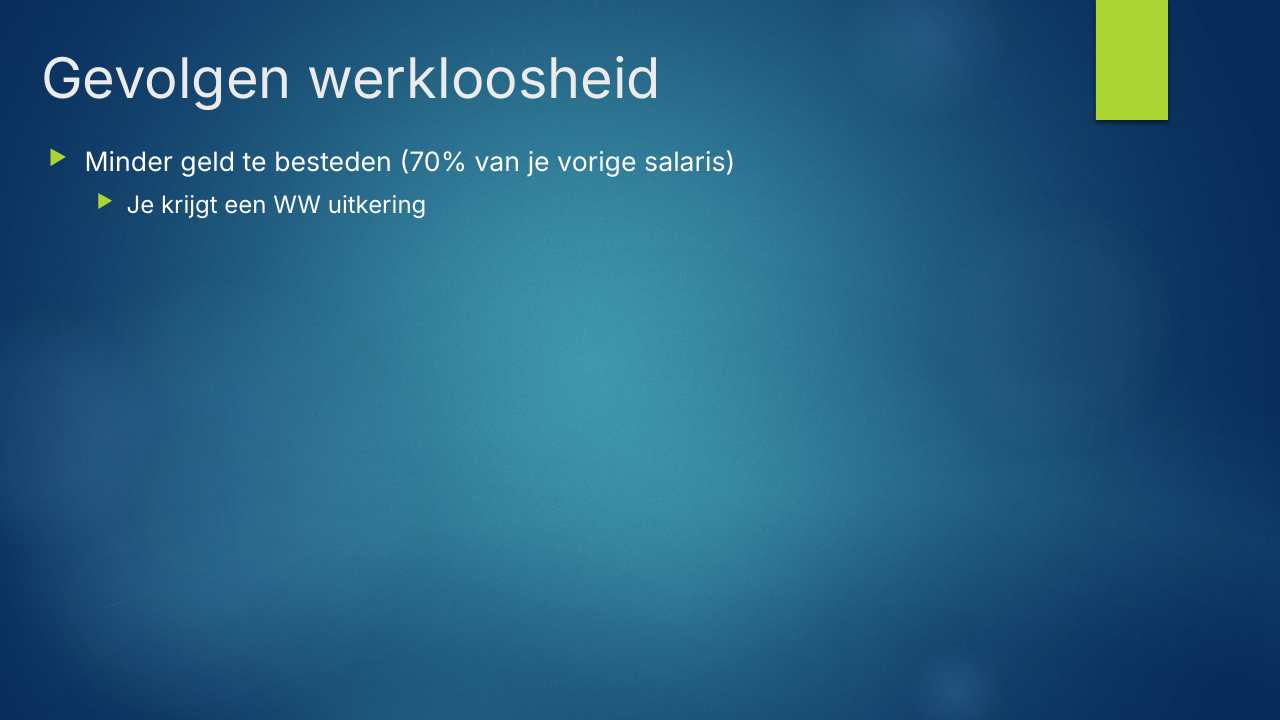 Gevolgen werkloosheid
Minder geld te besteden (70% van je vorige salaris)
Je krijgt een WW uitkering